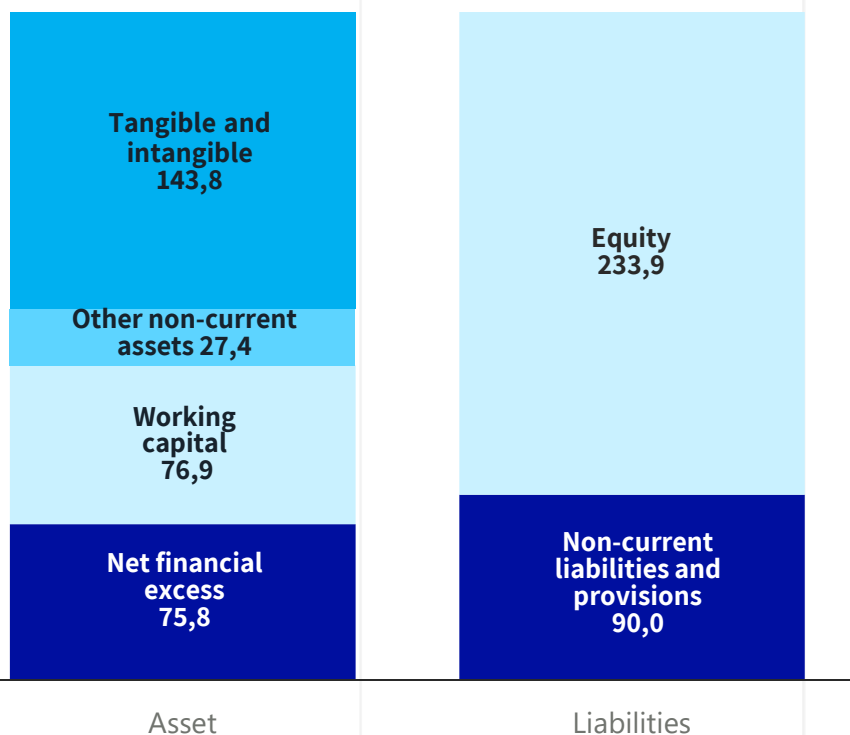 Tangible and
intangible
143,8
Other non-current
assets 27,4
Working
capital
76,9
Net financial
excess
75,8
Equity
233,9
Non-current
liabilities and
provisions
90,0
Asset
Liabilities